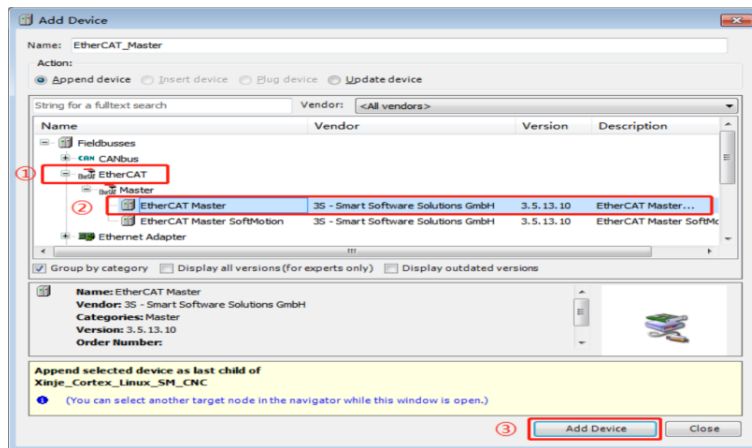 Add Device
Name: EtherCAT_Master
Action:
Append device Insert device Plug device Update device
String for a fulltext search Vendor: <All vendors>
Name Vendor Version Description
Fieldbusses
CAN CANbus
① EtherCAT
Master
② EtherCAT Master 3S - Smart Software Solutions GmbH 3.5.13.10 EtherCAT Master...
EtherCAT Master SoftMotion 3S - Smart Software Solutions GmbH 3.5.13.10 EtherCAT Master SoftMo
Ethernet Adapter
Group by category Display all versions (for experts only) Display outdated versions
Name: EtherCAT Master
Vendor: 3S - Smart Software Solutions GmbH
Categories: Master
Version: 3.5.13.10
Order Number:
Append selected device as last child of
Xinje_Cortex_Linux_SM_CNC
(You can select another target node in the navigator while this window is open.)
③ Add Device Close